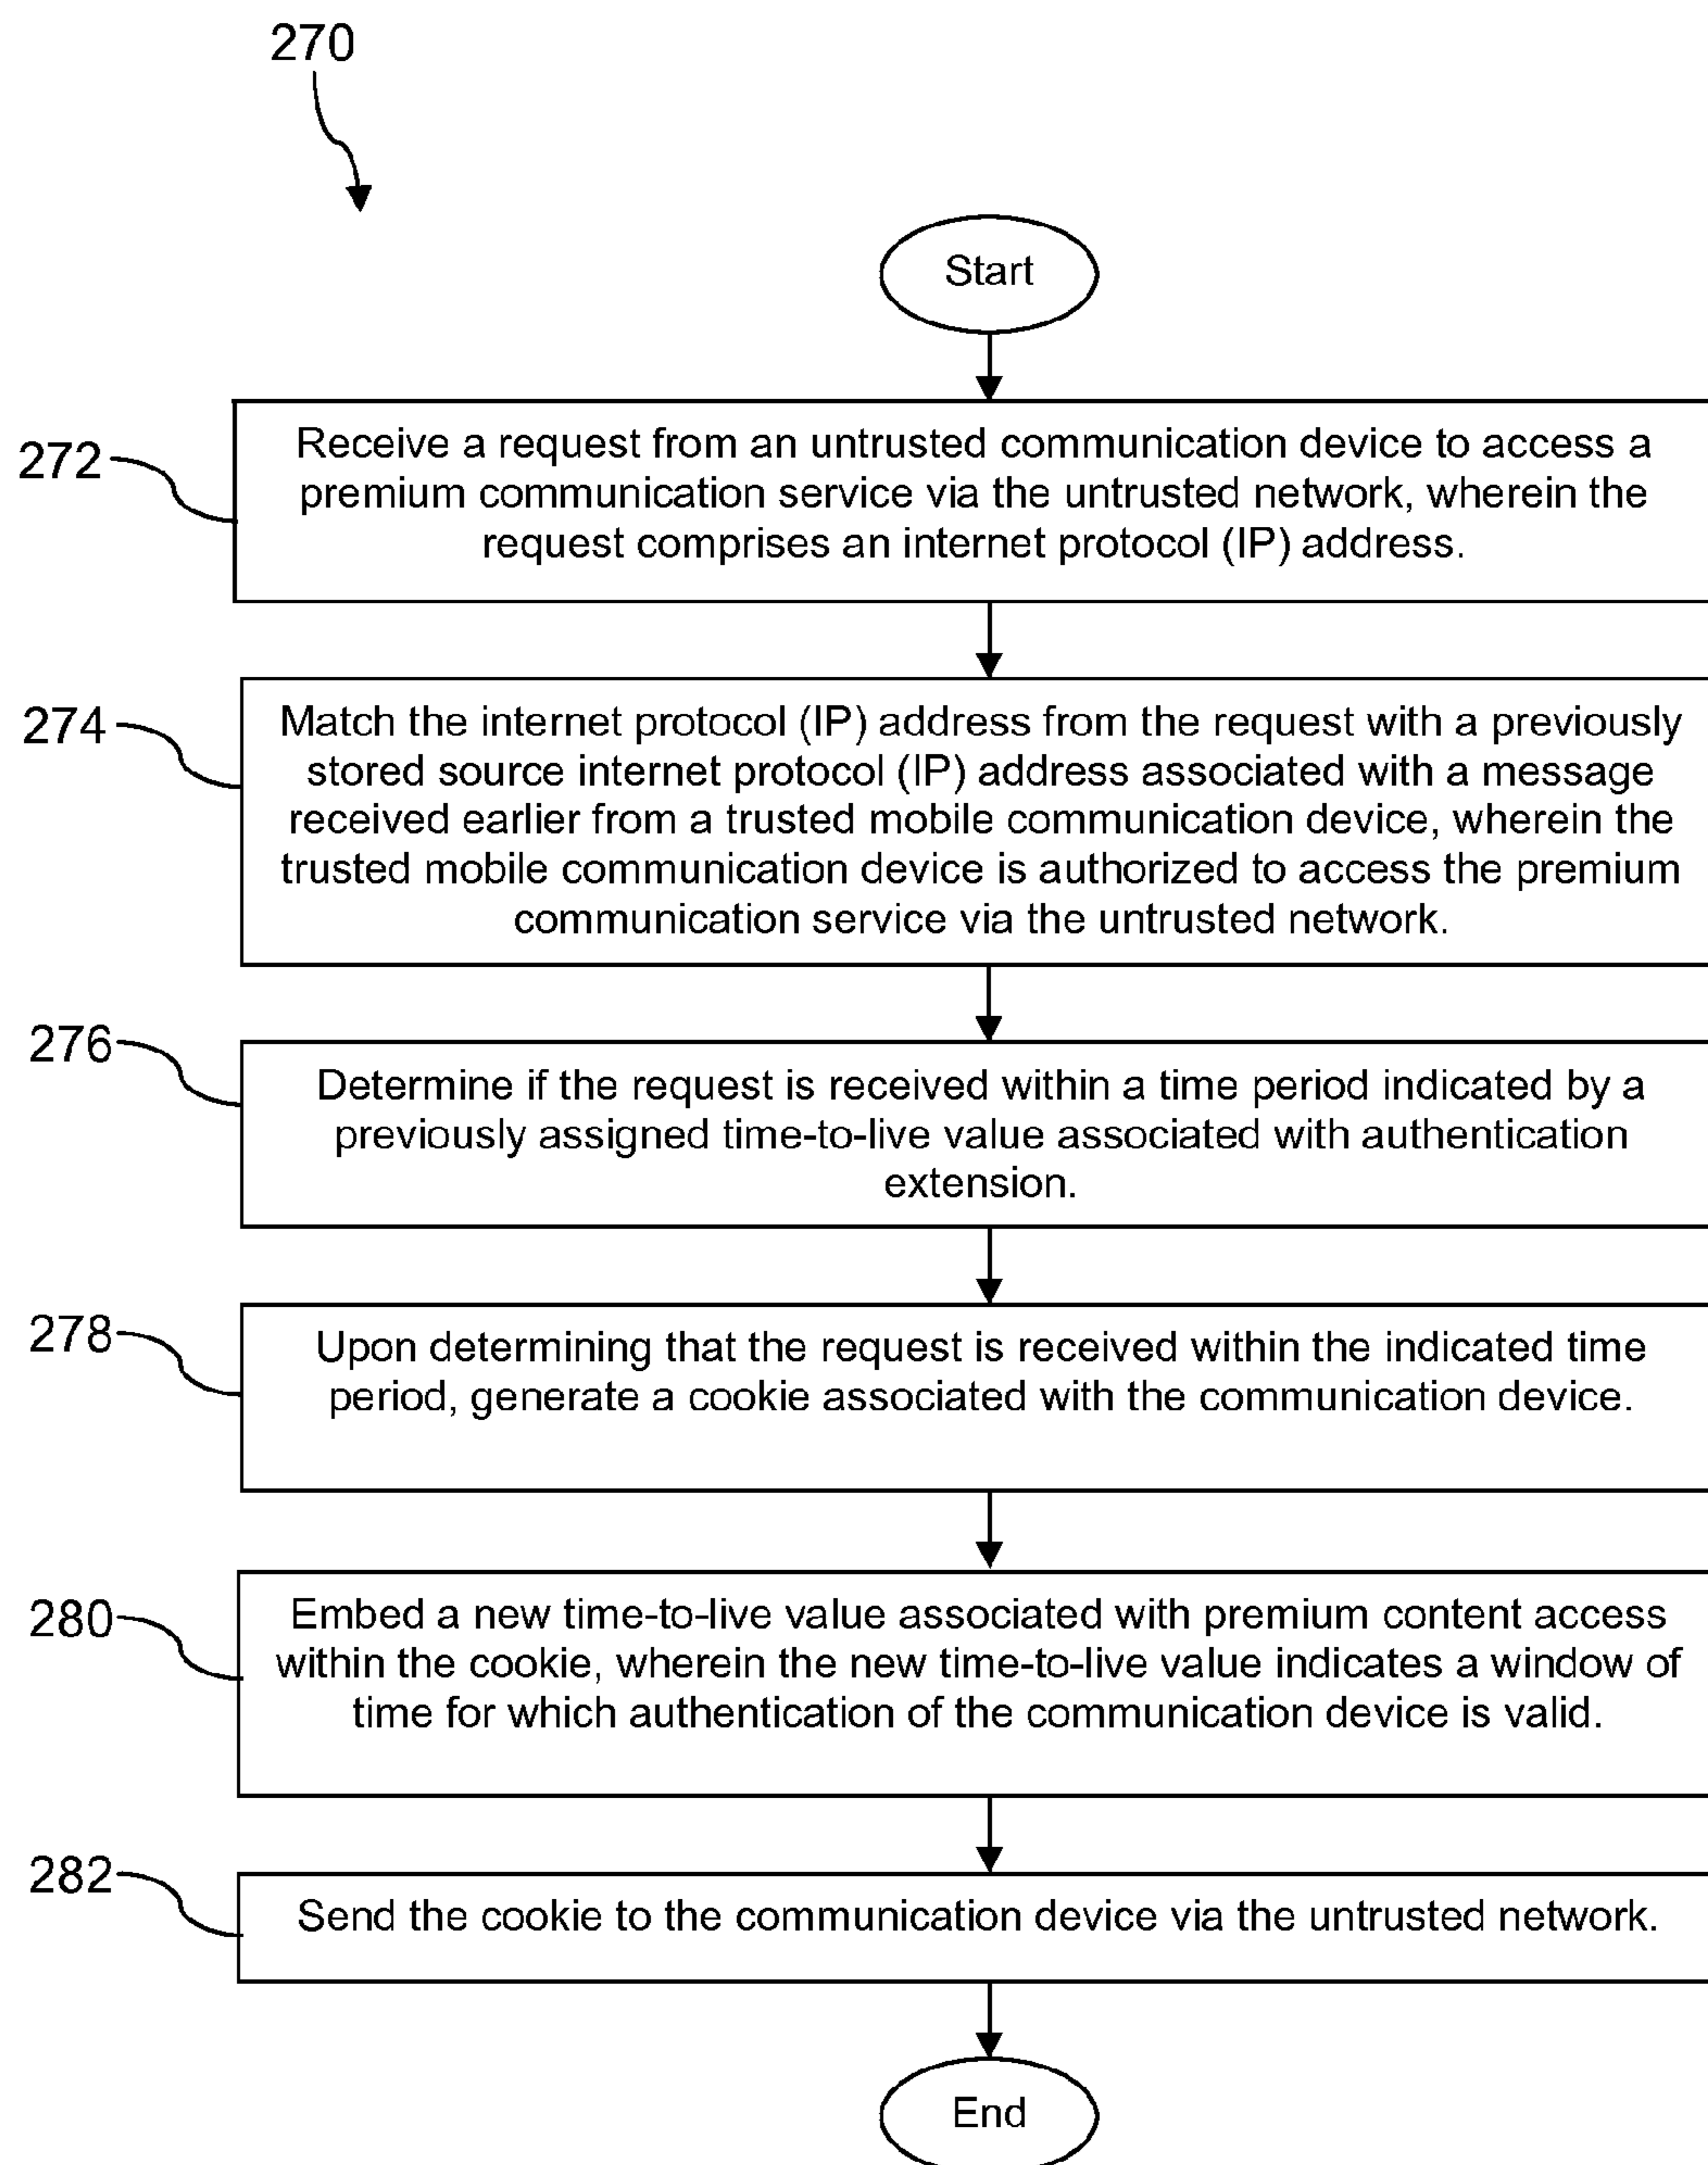 270
Start
272
Receive a request from an untrusted communication device to access a
premium communication service via the untrusted network, wherein the
request comprises an internet protocol (IP) address.
274
Match the internet protocol (IP) address from the request with a previously
stored source internet protocol (IP) address associated with a message
received earlier from a trusted mobile communication device, wherein the
trusted mobile communication device is authorized to access the premium
communication service via the untrusted network.
276
Determine if the request is received within a time period indicated by a
previously assigned time-to-live value associated with authentication
extension.
278
Upon determining that the request is received within the indicated time
period, generate a cookie associated with the communication device.
280
Embed a new time-to-live value associated with premium content access
within the cookie, wherein the new time-to-live value indicates a window of
time for which authentication of the communication device is valid.
282
Send the cookie to the communication device via the untrusted network.
End